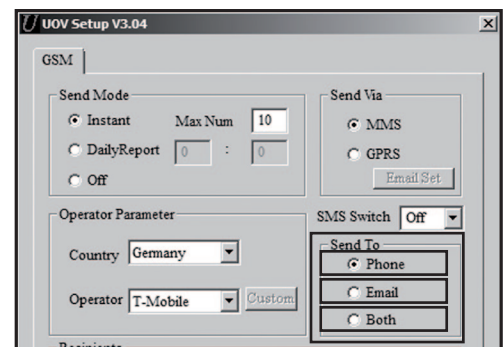 UOV Setup V3.04
GSM
Send Mode
Instant Max Num 10
DailyReport 0 : 0
Off
Send Via
MMS
GPRS
Email Set
Operator Parameter
Country Germany
Operator T-Mobile Custom
SMS Switch Off
Send To
Phone
Email
Both
Recipients